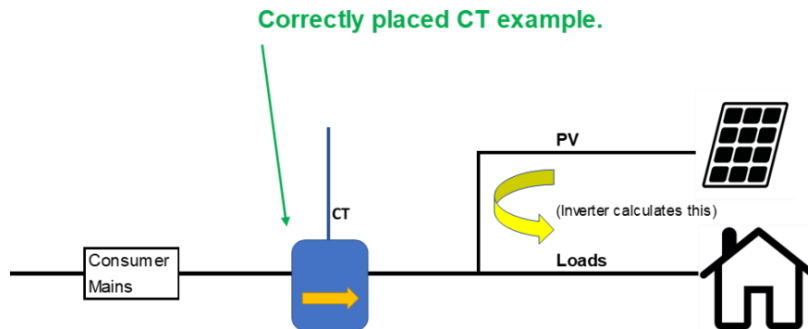 Correctly placed CT example.
PV
CT
(Inverter calculates this)
Consumer
Mains
Loads